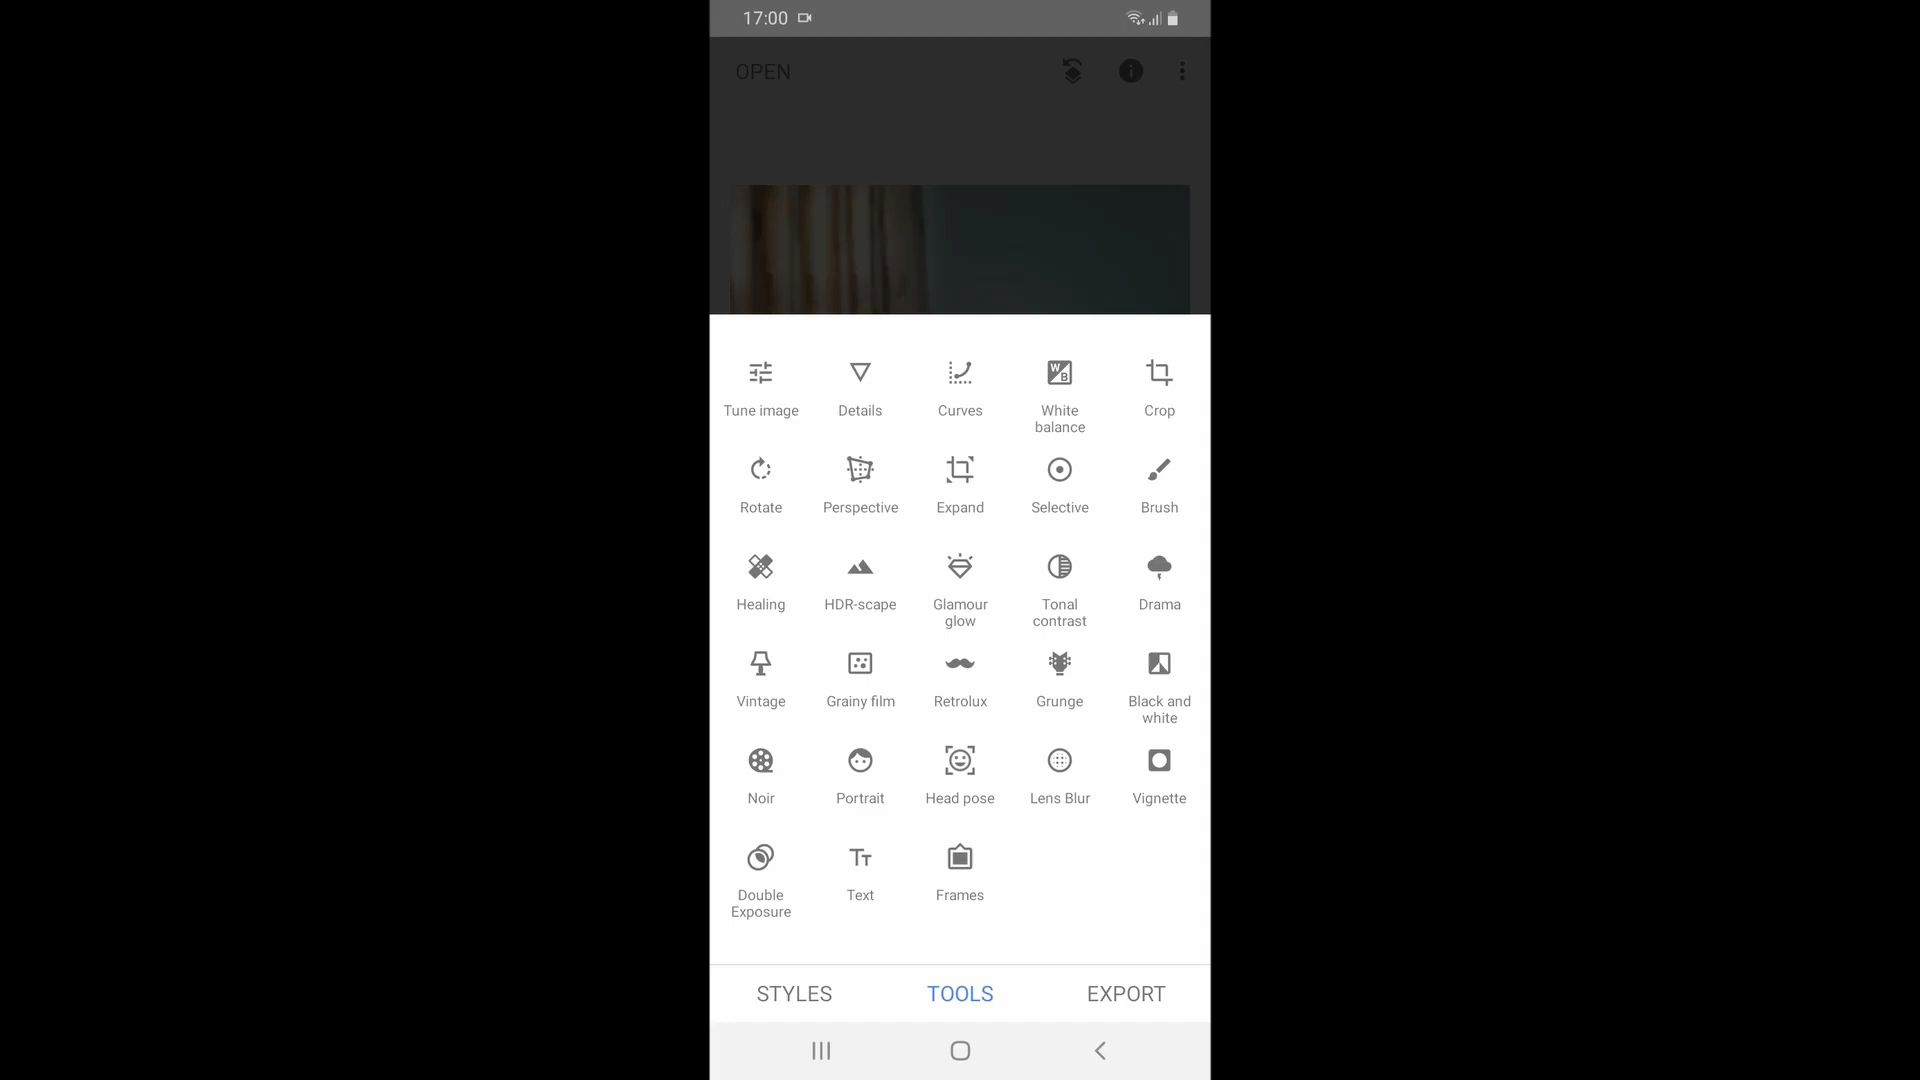 17:00
OPEN
Tune image
Details
Curves
White
balance
Crop
Rotate
Perspective
Expand
Selective
Brush
Healing
HDR-scape
Glamour
glow
Tonal
contrast
Drama
Vintage
Grainy film
Retrolux
Grunge
Black and
white
Noir
Portrait
Head pose
Lens Blur
Vignette
Double
Exposure
Text
Frames
STYLES
TOOLS
EXPORT